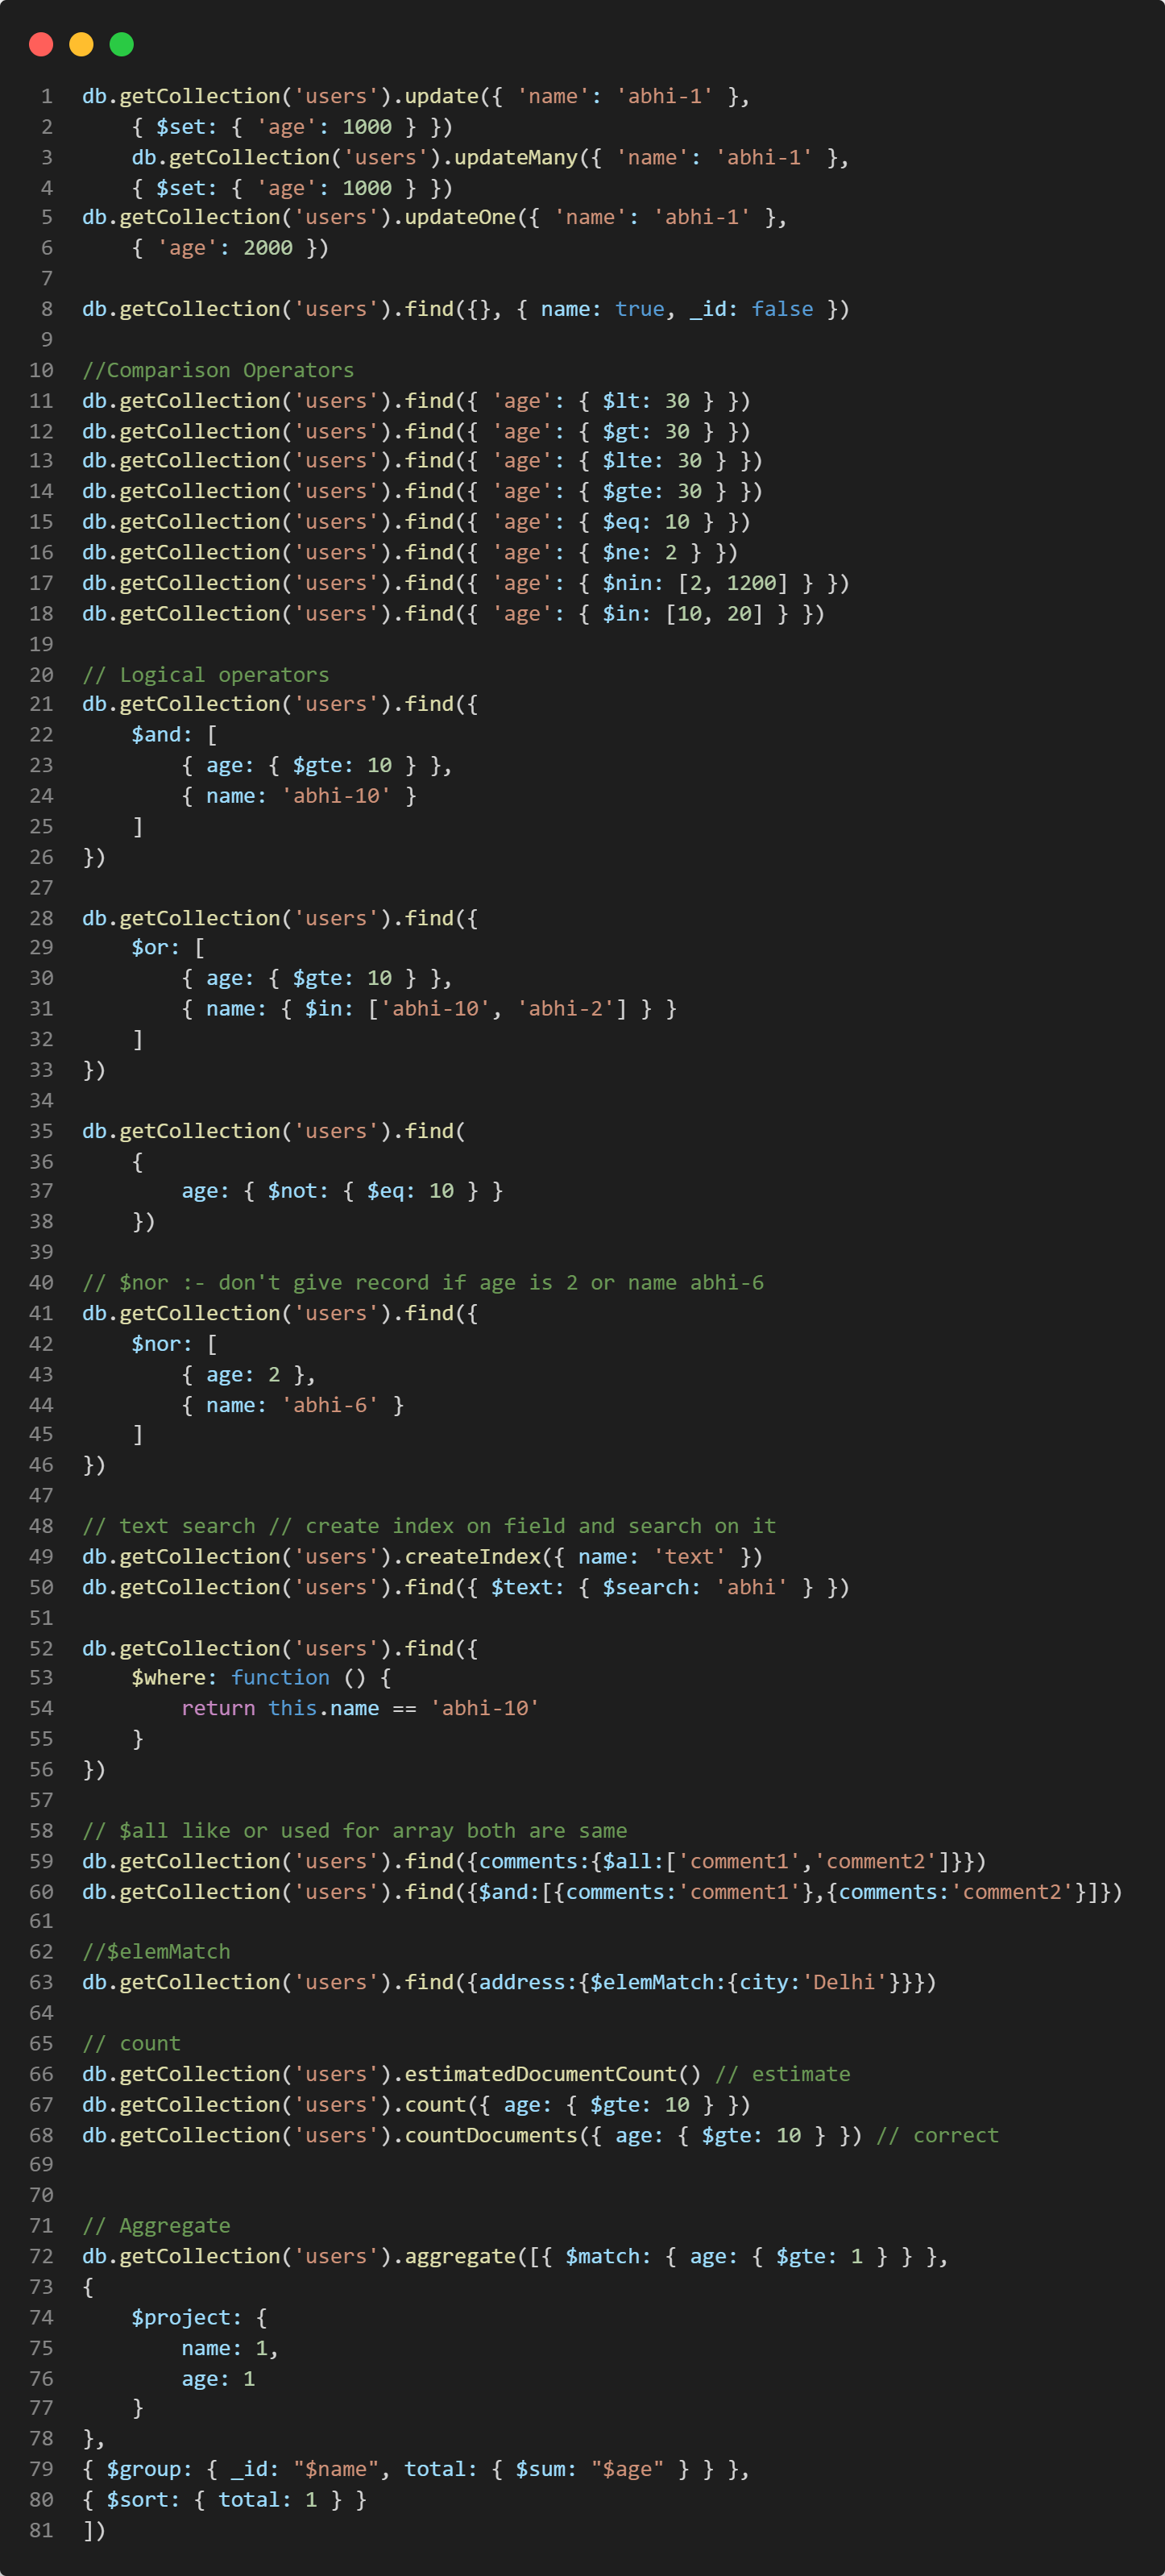 1 db.getCollection('users').update({ 'name': 'abhi-1' },
2     { $set: { 'age': 1000 } })
3     db.getCollection('users').updateMany({ 'name': 'abhi-1' },
4     { $set: { 'age': 1000 } })
5 db.getCollection('users').updateOne({ 'name': 'abhi-1' },
6     { 'age': 2000 })
7
8 db.getCollection('users').find({}, { name: true, _id: false })
9
10 //Comparison Operators
11 db.getCollection('users').find({ 'age': { $lt: 30 } })
12 db.getCollection('users').find({ 'age': { $gt: 30 } })
13 db.getCollection('users').find({ 'age': { $lte: 30 } })
14 db.getCollection('users').find({ 'age': { $gte: 30 } })
15 db.getCollection('users').find({ 'age': { $eq: 10 } })
16 db.getCollection('users').find({ 'age': { $ne: 2 } })
17 db.getCollection('users').find({ 'age': { $nin: [2, 1200] } })
18 db.getCollection('users').find({ 'age': { $in: [10, 20] } })
19
20 // Logical operators
21 db.getCollection('users').find({
22     $and: [
23         { age: { $gte: 10 } },
24         { name: 'abhi-10' }
25     ]
26 })
27
28 db.getCollection('users').find({
29     $or: [
30         { age: { $gte: 10 } },
31         { name: { $in: ['abhi-10', 'abhi-2'] } }
32     ]
33 })
34
35 db.getCollection('users').find(
36     {
37         age: { $not: { $eq: 10 } }
38     })
39
40 // $nor :- don't give record if age is 2 or name abhi-6
41 db.getCollection('users').find({
42     $nor: [
43         { age: 2 },
44         { name: 'abhi-6' }
45     ]
46 })
47
48 // text search // create index on field and search on it
49 db.getCollection('users').createIndex({ name: 'text' })
50 db.getCollection('users').find({ $text: { $search: 'abhi' } })
51
52 db.getCollection('users').find({
53     $where: function () {
54         return this.name == 'abhi-10'
55     }
56 })
57
58 // $all like or used for array both are same
59 db.getCollection('users').find({comments:{$all:['comment1','comment2']}})
60 db.getCollection('users').find({$and:[{comments:'comment1'},{comments:'comment2'}]})
61
62 //$elemMatch
63 db.getCollection('users').find({address:{$elemMatch:{city:'Delhi'}}})
64
65 // count
66 db.getCollection('users').estimatedDocumentCount() // estimate
67 db.getCollection('users').count({ age: { $gte: 10 } })
68 db.getCollection('users').countDocuments({ age: { $gte: 10 } }) // correct
69
70
71 // Aggregate
72 db.getCollection('users').aggregate([{ $match: { age: { $gte: 1 } } },
73 {
74     $project: {
75         name: 1,
76         age: 1
77     }
78 },
79 { $group: { _id: "$name", total: { $sum: "$age" } } },
80 { $sort: { total: 1 } }
81 ])